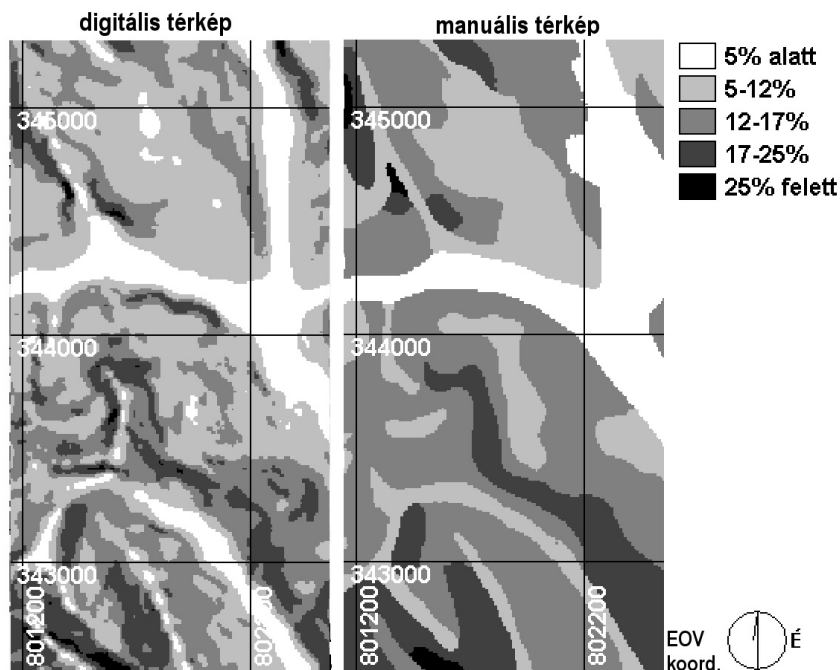 digitális térkép
manuális térkép
5% alatt
5-12%
12-17%
17-25%
25% felett
345000
345000
344000
344000
343000
343000
801200
802200
801200
802200
EOV
koord.
É